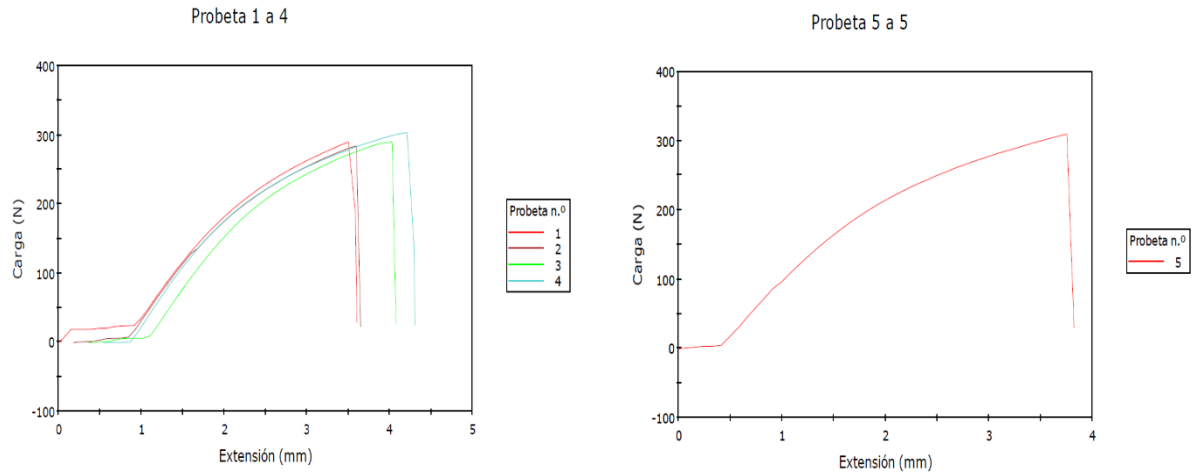 Probeta 1 a 4
400
300
200
100
0
-100
Carga (N)
0 1 2 3 4 5
Extensión (mm)
Probeta n.º
1
2
3
4
Probeta 5 a 5
400
300
200
100
0
-100
Carga (N)
0 1 2 3 4
Extensión (mm)
Probeta n.º
5